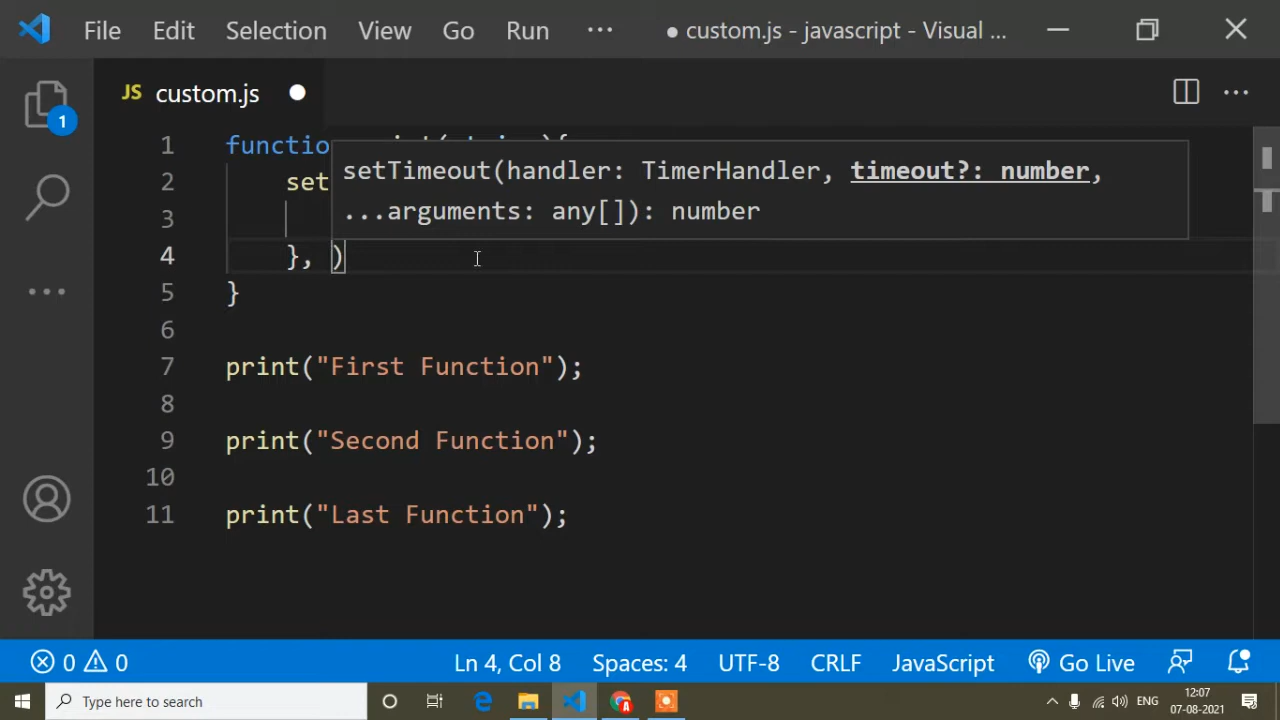 File Edit Selection View Go Run ··· ● custom.js - javascript - Visual ...
JS custom.js ●
1
1 functio
setTimeout(handler: TimerHandler, timeout?: number,
2 set
...arguments: any[]): number
3
4 }, )
5 }
6
7 print("First Function");
8
9 print("Second Function");
10
11 print("Last Function");
0 0 Ln 4, Col 8 Spaces: 4 UTF-8 CRLF JavaScript Go Live
Type here to search ENG 12:07
07-08-2021